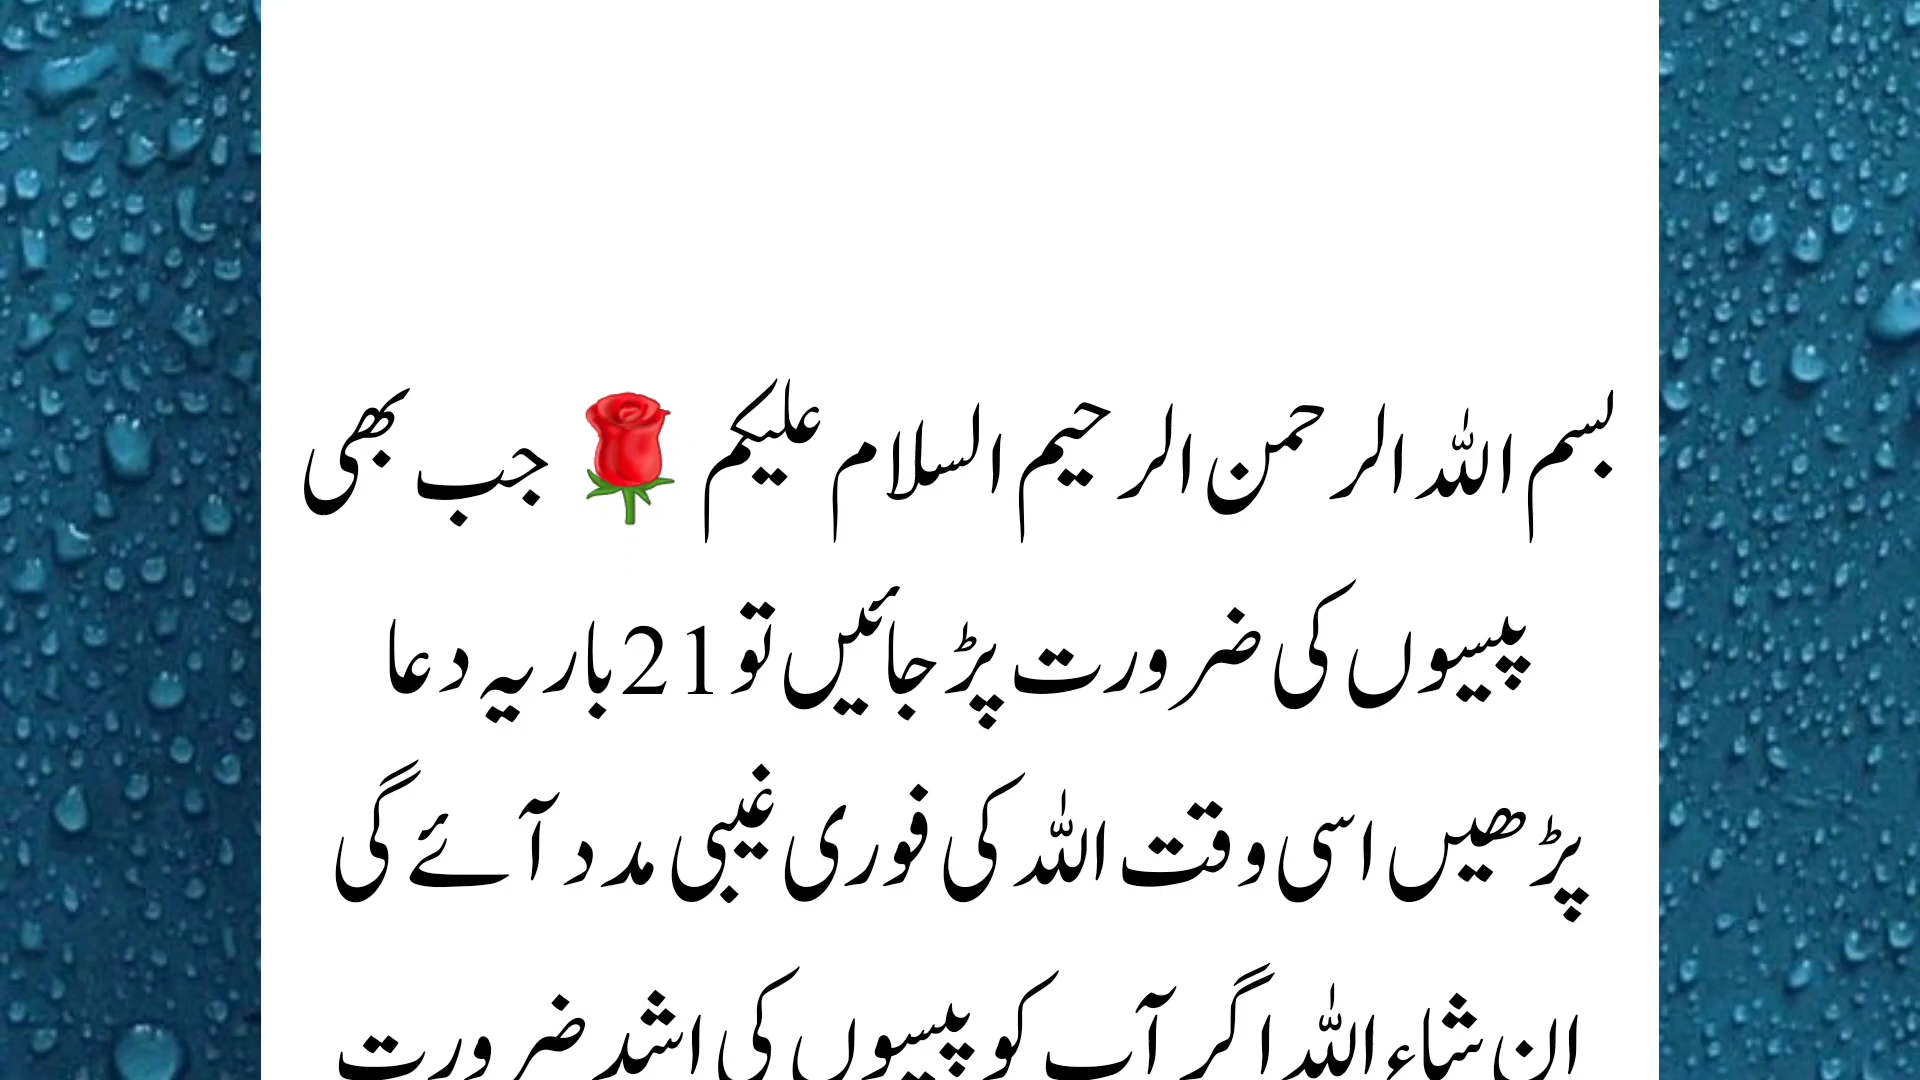 بسم اللہ الرحمن الرحیم السلام علیکم 🌹 جب بھی
پیسوں کی ضرورت پڑ جائیں تو 21 بار یہ دعا
پڑھیں اسی وقت اللہ کی فوری غیبی مدد آئے گی
ان شاء اللہ اگر آپ کو پیسوں کی اشد ضرورت